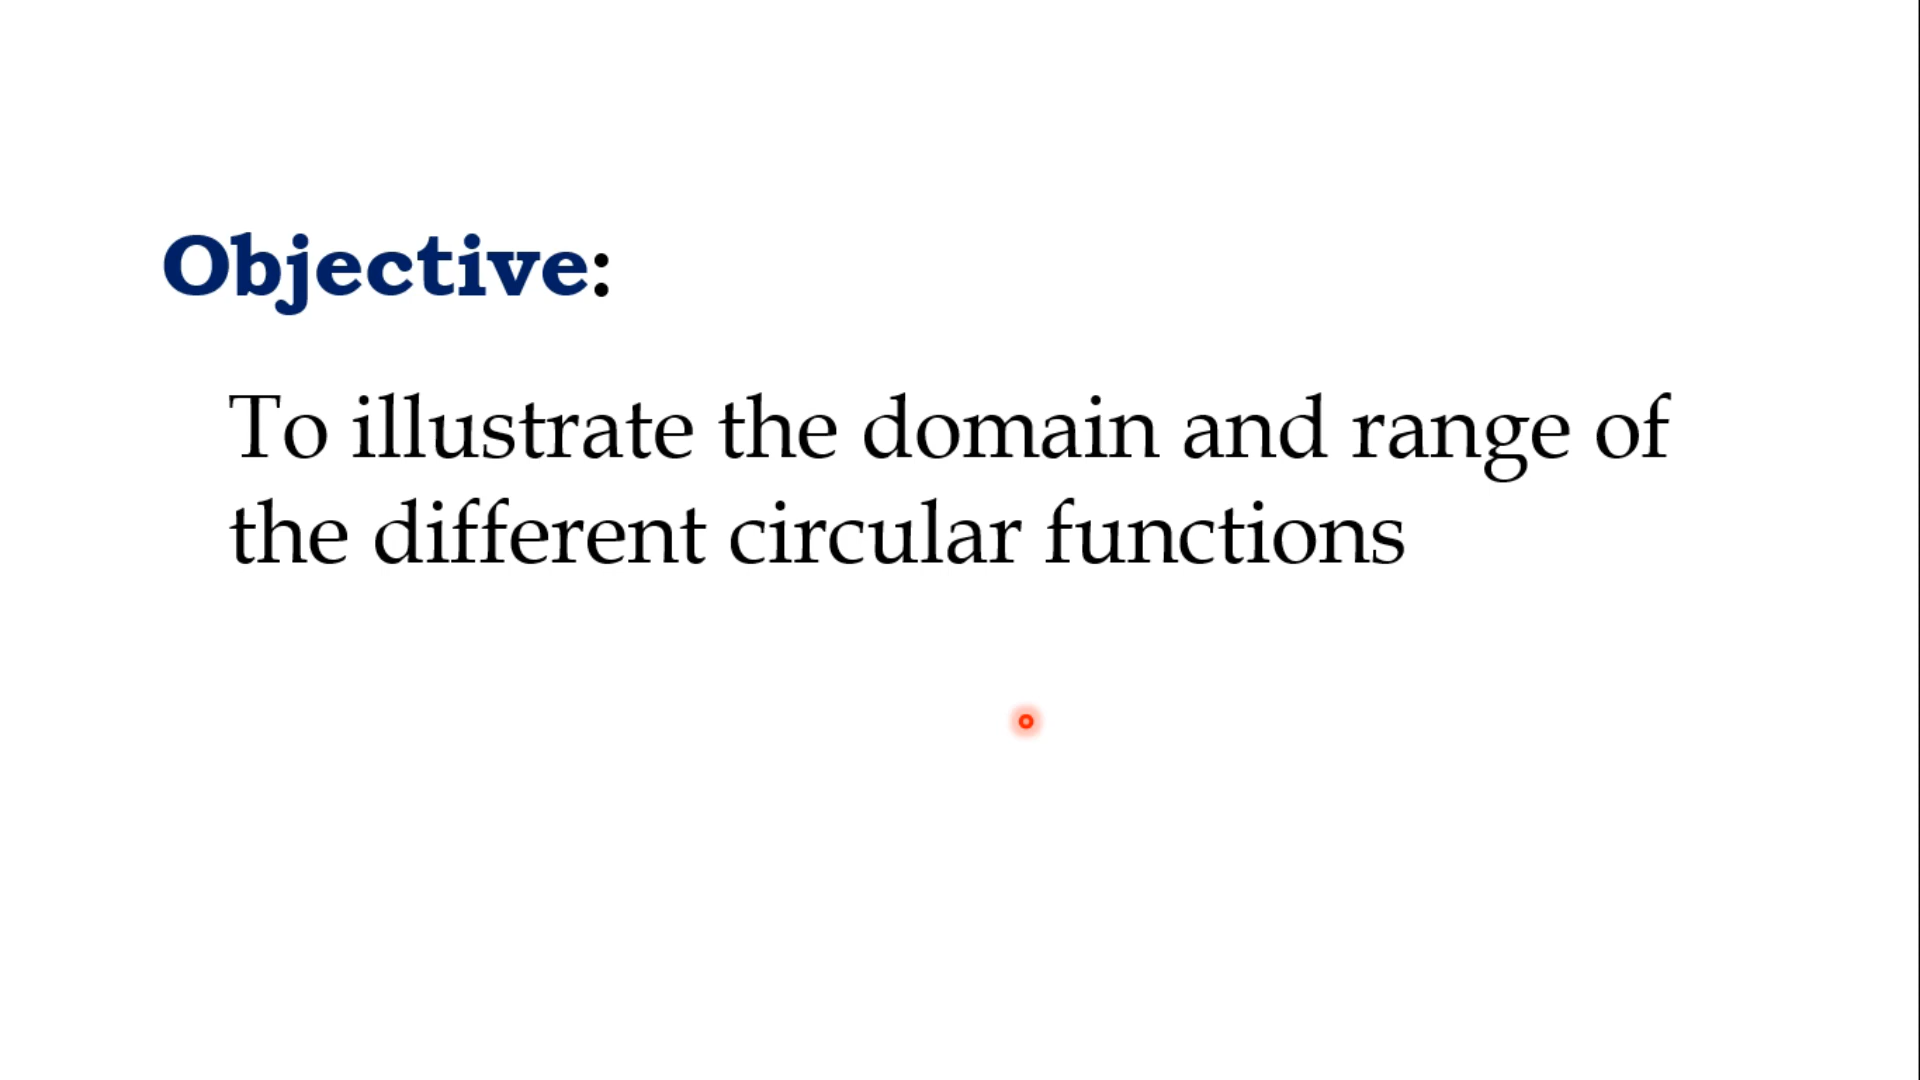 Objective:
To illustrate the domain and range of
the different circular functions